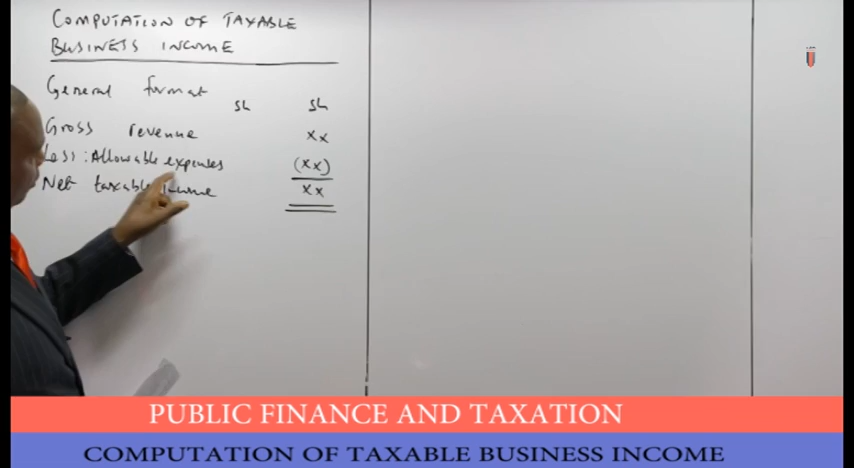 COMPUTATION OF TAXABLE
BUSINESS INCOME
General format
Sh Sh
Gross revenue xx
Less: Allowable expenses (xx)
Net taxable income xx
PUBLIC FINANCE AND TAXATION
COMPUTATION OF TAXABLE BUSINESS INCOME